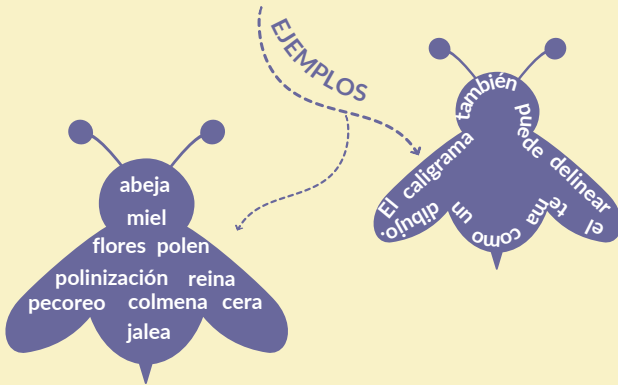 EJEMPLOS
El caligrama también puede delinear el tema como un dibujo.
abeja
miel
flores polen
polinización reina
pecoreo colmena cera
jalea